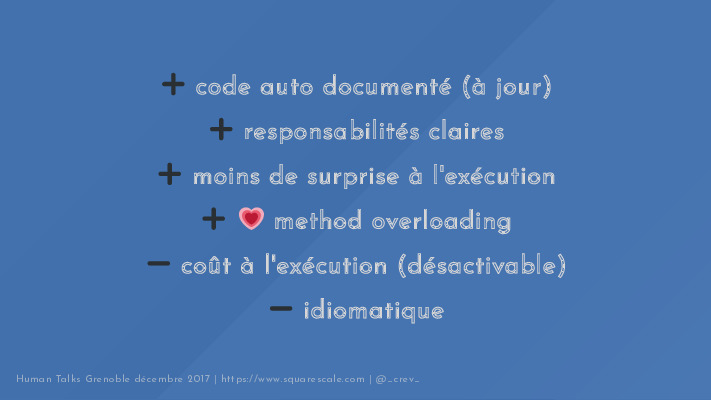 ➕ code auto documenté (à jour)
➕ responsabilités claires
➕ moins de surprise à l'exécution
➕ 💗 method overloading
➖ coût à l'exécution (désactivable)
➖ idiomatique
Human Talks Grenoble décembre 2017 | https://www.squarescale.com | @_crev_